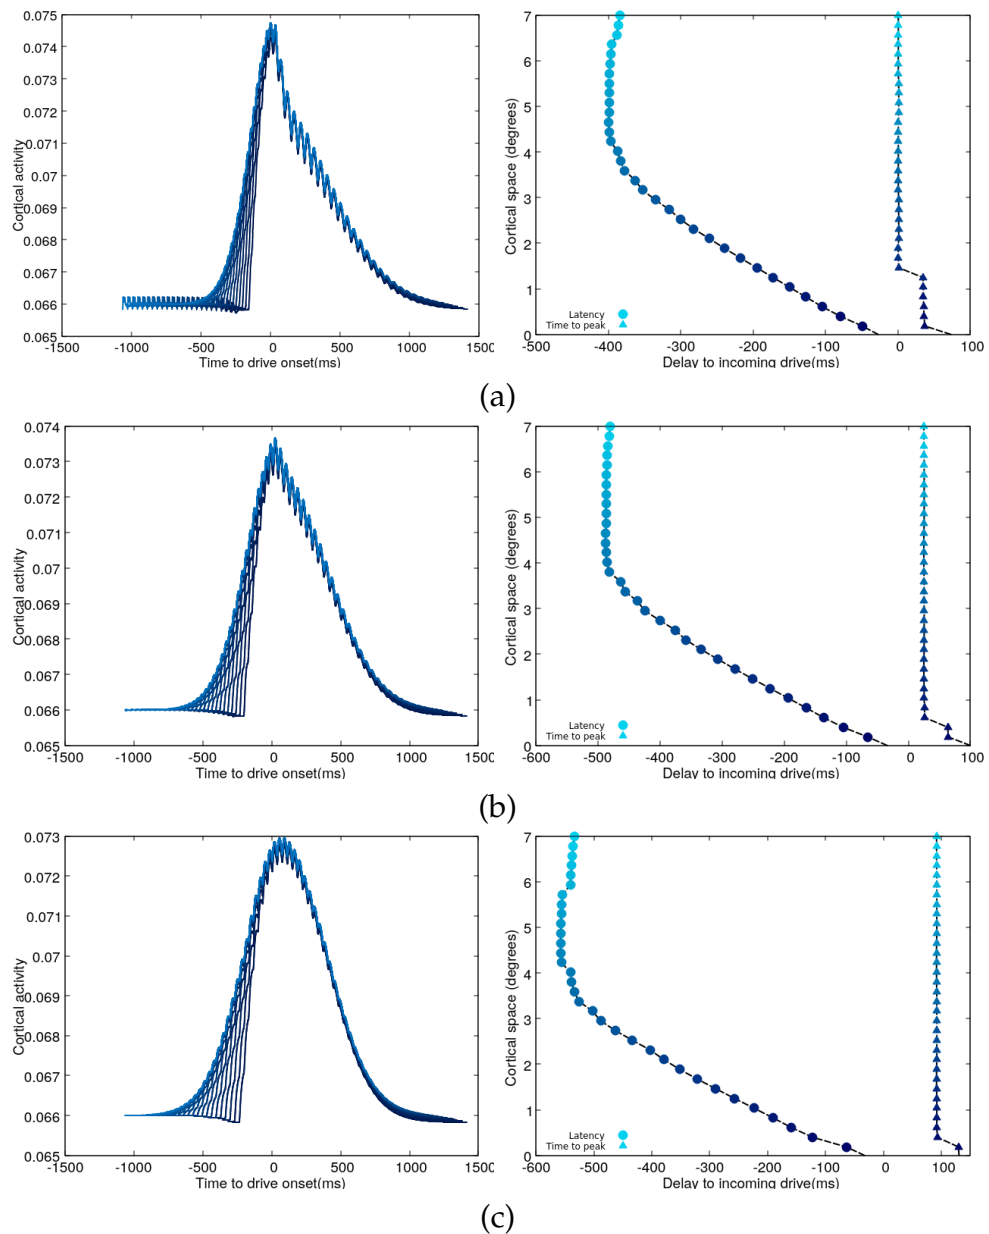 0.075
0.074
0.073
0.072
0.071
0.07
0.069
0.068
0.067
0.066
0.065
Cortical activity
-1500 -1000 -500 0 500 1000 1500
Time to drive onset(ms)
7
6
5
4
3
2
1
0
Cortical space (degrees)
Latency
Time to peak
-500 -400 -300 -200 -100 0 100
Delay to incoming drive(ms)
(a)
0.074
0.073
0.072
0.071
0.07
0.069
0.068
0.067
0.066
0.065
Cortical activity
-1500 -1000 -500 0 500 1000 1500
Time to drive onset(ms)
7
6
5
4
3
2
1
0
Cortical space (degrees)
Latency
Time to peak
-600 -500 -400 -300 -200 -100 0 100
Delay to incoming drive(ms)
(b)
0.073
0.072
0.071
0.07
0.069
0.068
0.067
0.066
0.065
Cortical activity
-1500 -1000 -500 0 500 1000 1500
Time to drive onset(ms)
7
6
5
4
3
2
1
0
Cortical space (degrees)
Latency
Time to peak
-600 -500 -400 -300 -200 -100 0 100
Delay to incoming drive(ms)
(c)